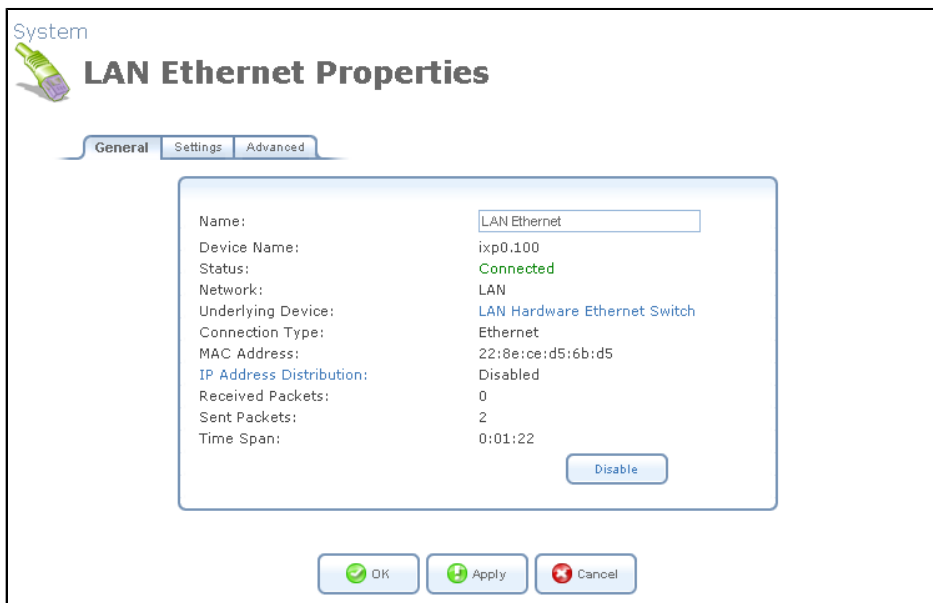 System
LAN Ethernet Properties
General Settings Advanced
Name: LAN Ethernet
Device Name: ixp0.100
Status: Connected
Network: LAN
Underlying Device: LAN Hardware Ethernet Switch
Connection Type: Ethernet
MAC Address: 22:8e:ce:d5:6b:d5
IP Address Distribution: Disabled
Received Packets: 0
Sent Packets: 2
Time Span: 0:01:22
Disable
OK Apply Cancel